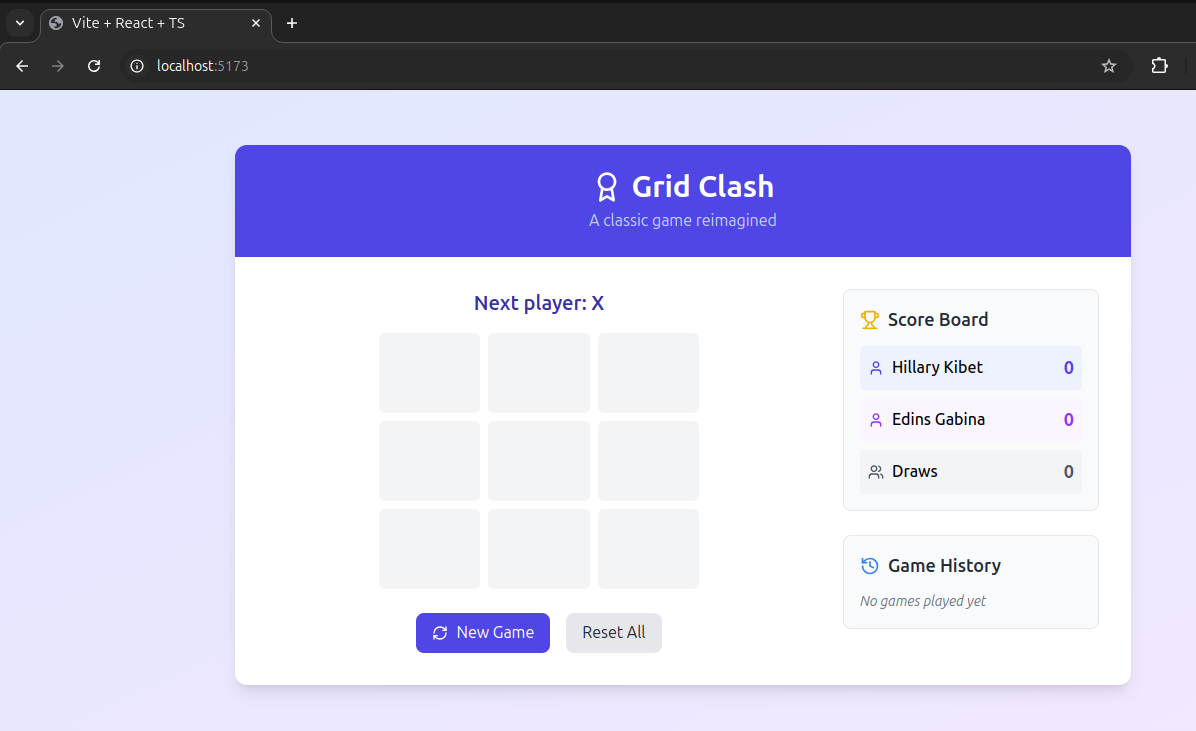 Vite + React + TS
localhost:5173
Grid Clash
A classic game reimagined
Next player: X
Score Board
Hillary Kibet 0
Edins Gabina 0
Draws 0
Game History
No games played yet
New Game
Reset All